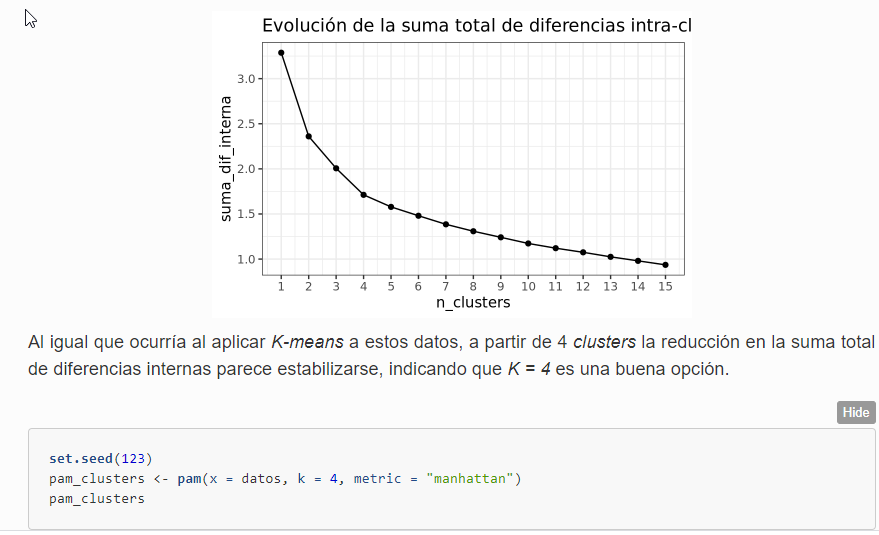 Evolución de la suma total de diferencias intra-cl
3.0
2.5
2.0
1.5
1.0
suma_dif_interna
1 2 3 4 5 6 7 8 9 10 11 12 13 14 15
n_clusters
Al igual que ocurría al aplicar K-means a estos datos, a partir de 4 clusters la reducción en la suma total
de diferencias internas parece estabilizarse, indicando que K = 4 es una buena opción.
Hide
set.seed(123)
pam_clusters <- pam(x = datos, k = 4, metric = "manhattan")
pam_clusters